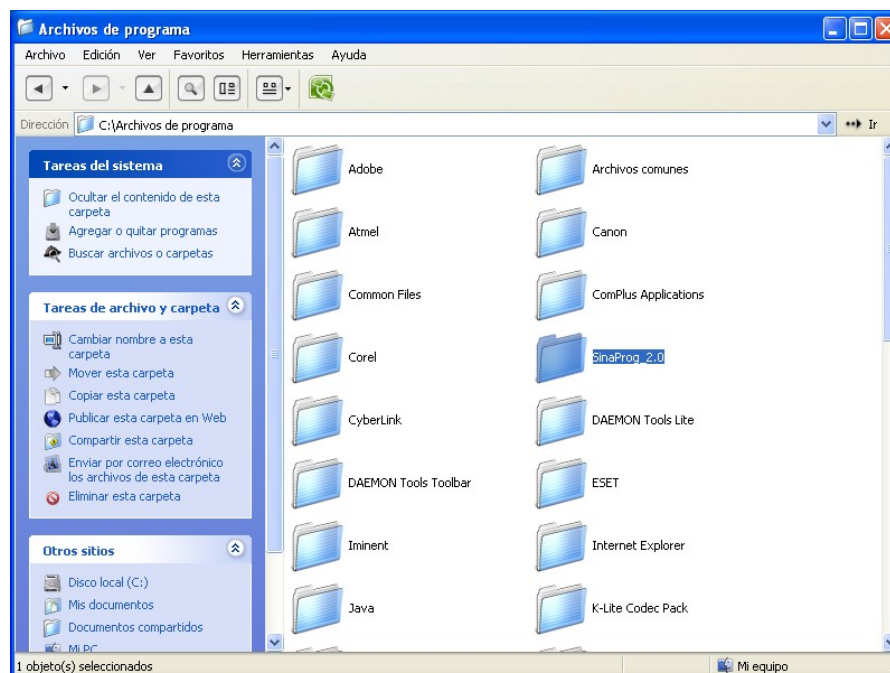 Archivos de programa
Archivo Edición Ver Favoritos Herramientas Ayuda
Dirección C:\Archivos de programa Ir
Tareas del sistema
Ocultar el contenido de esta
carpeta
Agregar o quitar programas
Buscar archivos o carpetas
Tareas de archivo y carpeta
Cambiar nombre a esta
carpeta
Mover esta carpeta
Copiar esta carpeta
Publicar esta carpeta en Web
Compartir esta carpeta
Enviar por correo electrónico
los archivos de esta carpeta
Eliminar esta carpeta
Otros sitios
Disco local (C:)
Mis documentos
Documentos compartidos
Mi PC
Adobe Archivos comunes
Atmel Canon
Common Files ComPlus Applications
Corel SinaProg_2.0
CyberLink DAEMON Tools Lite
DAEMON Tools Toolbar ESET
Iminent Internet Explorer
Java K-Lite Codec Pack
1 objeto(s) seleccionados Mi equipo